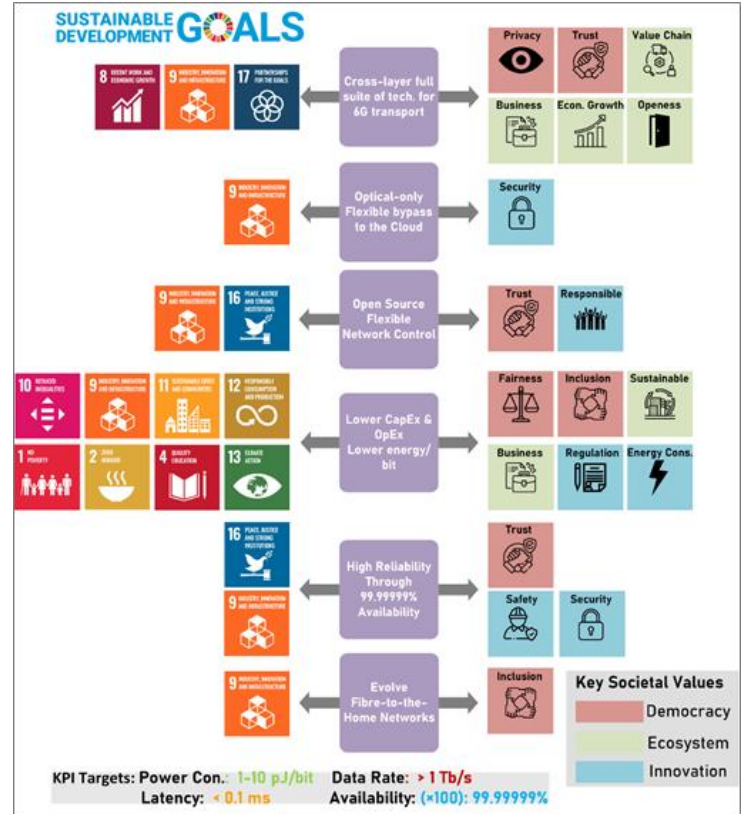 SUSTAINABLE
DEVELOPMENT
GOALS
8 DECENT WORK AND
ECONOMIC GROWTH
9 INDUSTRY, INNOVATION
AND INFRASTRUCTURE
17 PARTNERSHIPS
FOR THE GOALS
Cross-layer full
suite of tech. for
6G transport
Privacy
Trust
Value Chain
Business
Econ. Growth
Openess
9 INDUSTRY, INNOVATION
AND INFRASTRUCTURE
Optical-only
Flexible bypass
to the Cloud
Security
9 INDUSTRY, INNOVATION
AND INFRASTRUCTURE
16 PEACE, JUSTICE
AND STRONG
INSTITUTIONS
Open Source
Flexible
Network Control
Trust
Responsible
10 REDUCED
INEQUALITIES
9 INDUSTRY, INNOVATION
AND INFRASTRUCTURE
11 SUSTAINABLE CITIES
AND COMMUNITIES
12 RESPONSIBLE
CONSUMPTION
AND PRODUCTION
1 NO
POVERTY
2 ZERO
HUNGER
4 QUALITY
EDUCATION
13 CLIMATE
ACTION
Lower CapEx &
OpEx
Lower energy/
bit
Fairness
Inclusion
Sustainable
Business
Regulation
Energy Cons.
16 PEACE, JUSTICE
AND STRONG
INSTITUTIONS
9 INDUSTRY, INNOVATION
AND INFRASTRUCTURE
High Reliability
Through
99.99999%
Availability
Trust
Safety
Security
9 INDUSTRY, INNOVATION
AND INFRASTRUCTURE
Evolve
Fibre-to-the-
Home Networks
Inclusion
Key Societal Values
Democracy
Ecosystem
Innovation
KPI Targets: Power Con.: 1-10 pJ/bit Data Rate: > 1 Tb/s
Latency: < 0.1 ms Availability: (×100): 99.99999%